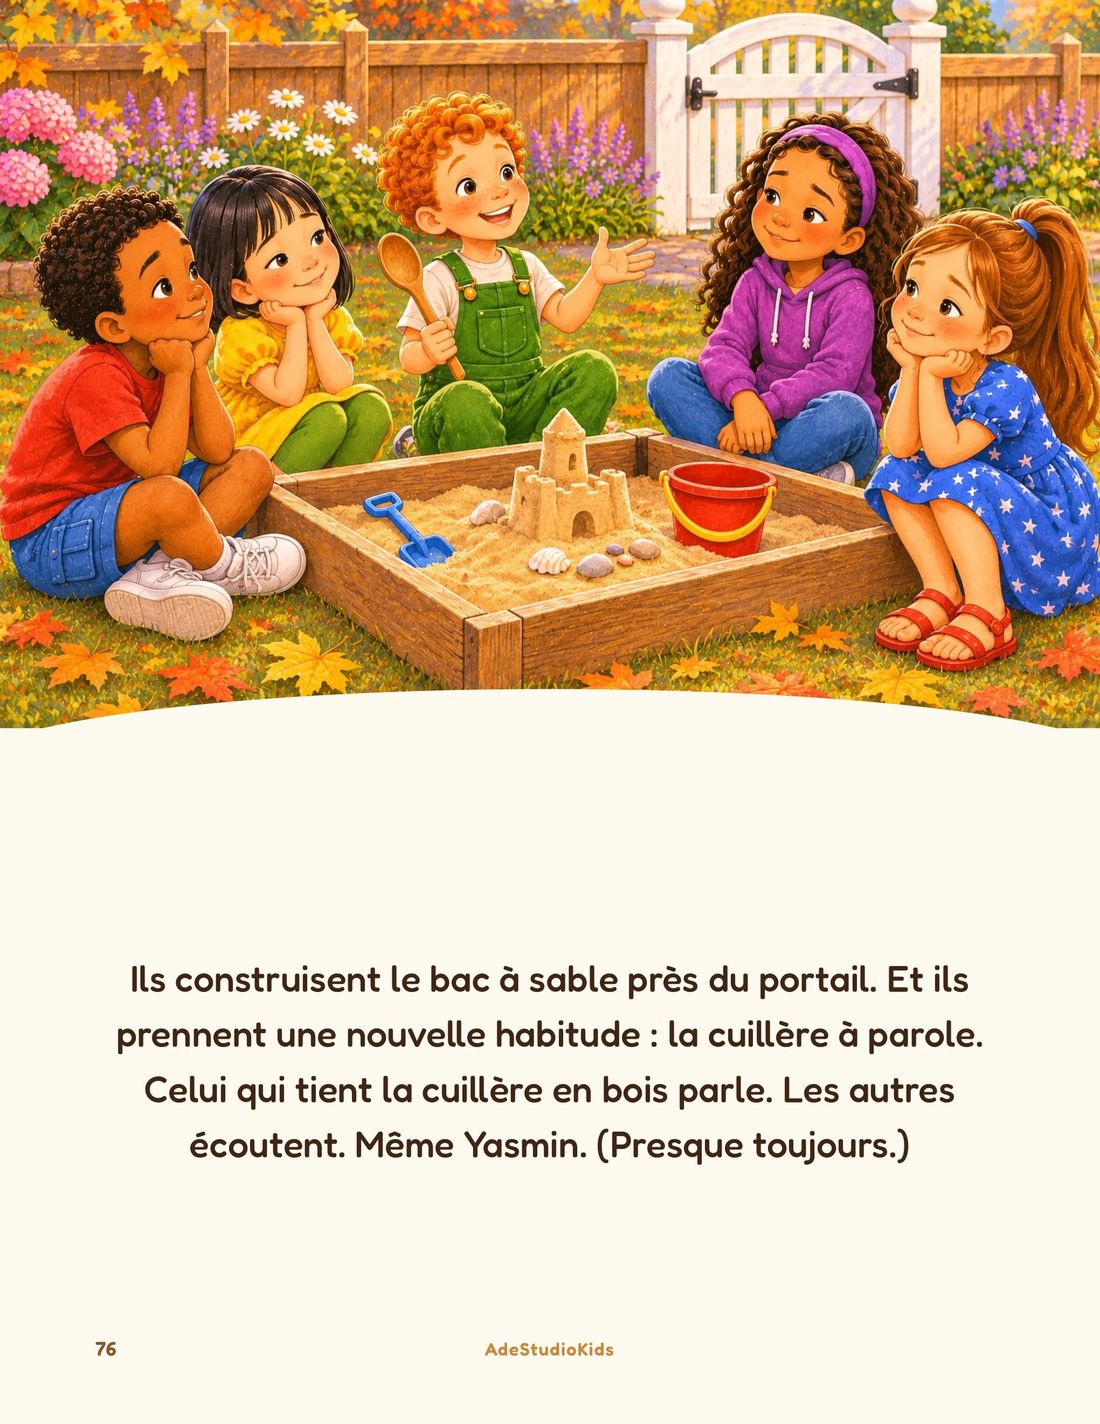 Ils construisent le bac à sable près du portail. Et ils
prennent une nouvelle habitude : la cuillère à parole.
Celui qui tient la cuillère en bois parle. Les autres
écoutent. Même Yasmin. (Presque toujours.)
76
AdeStudioKids